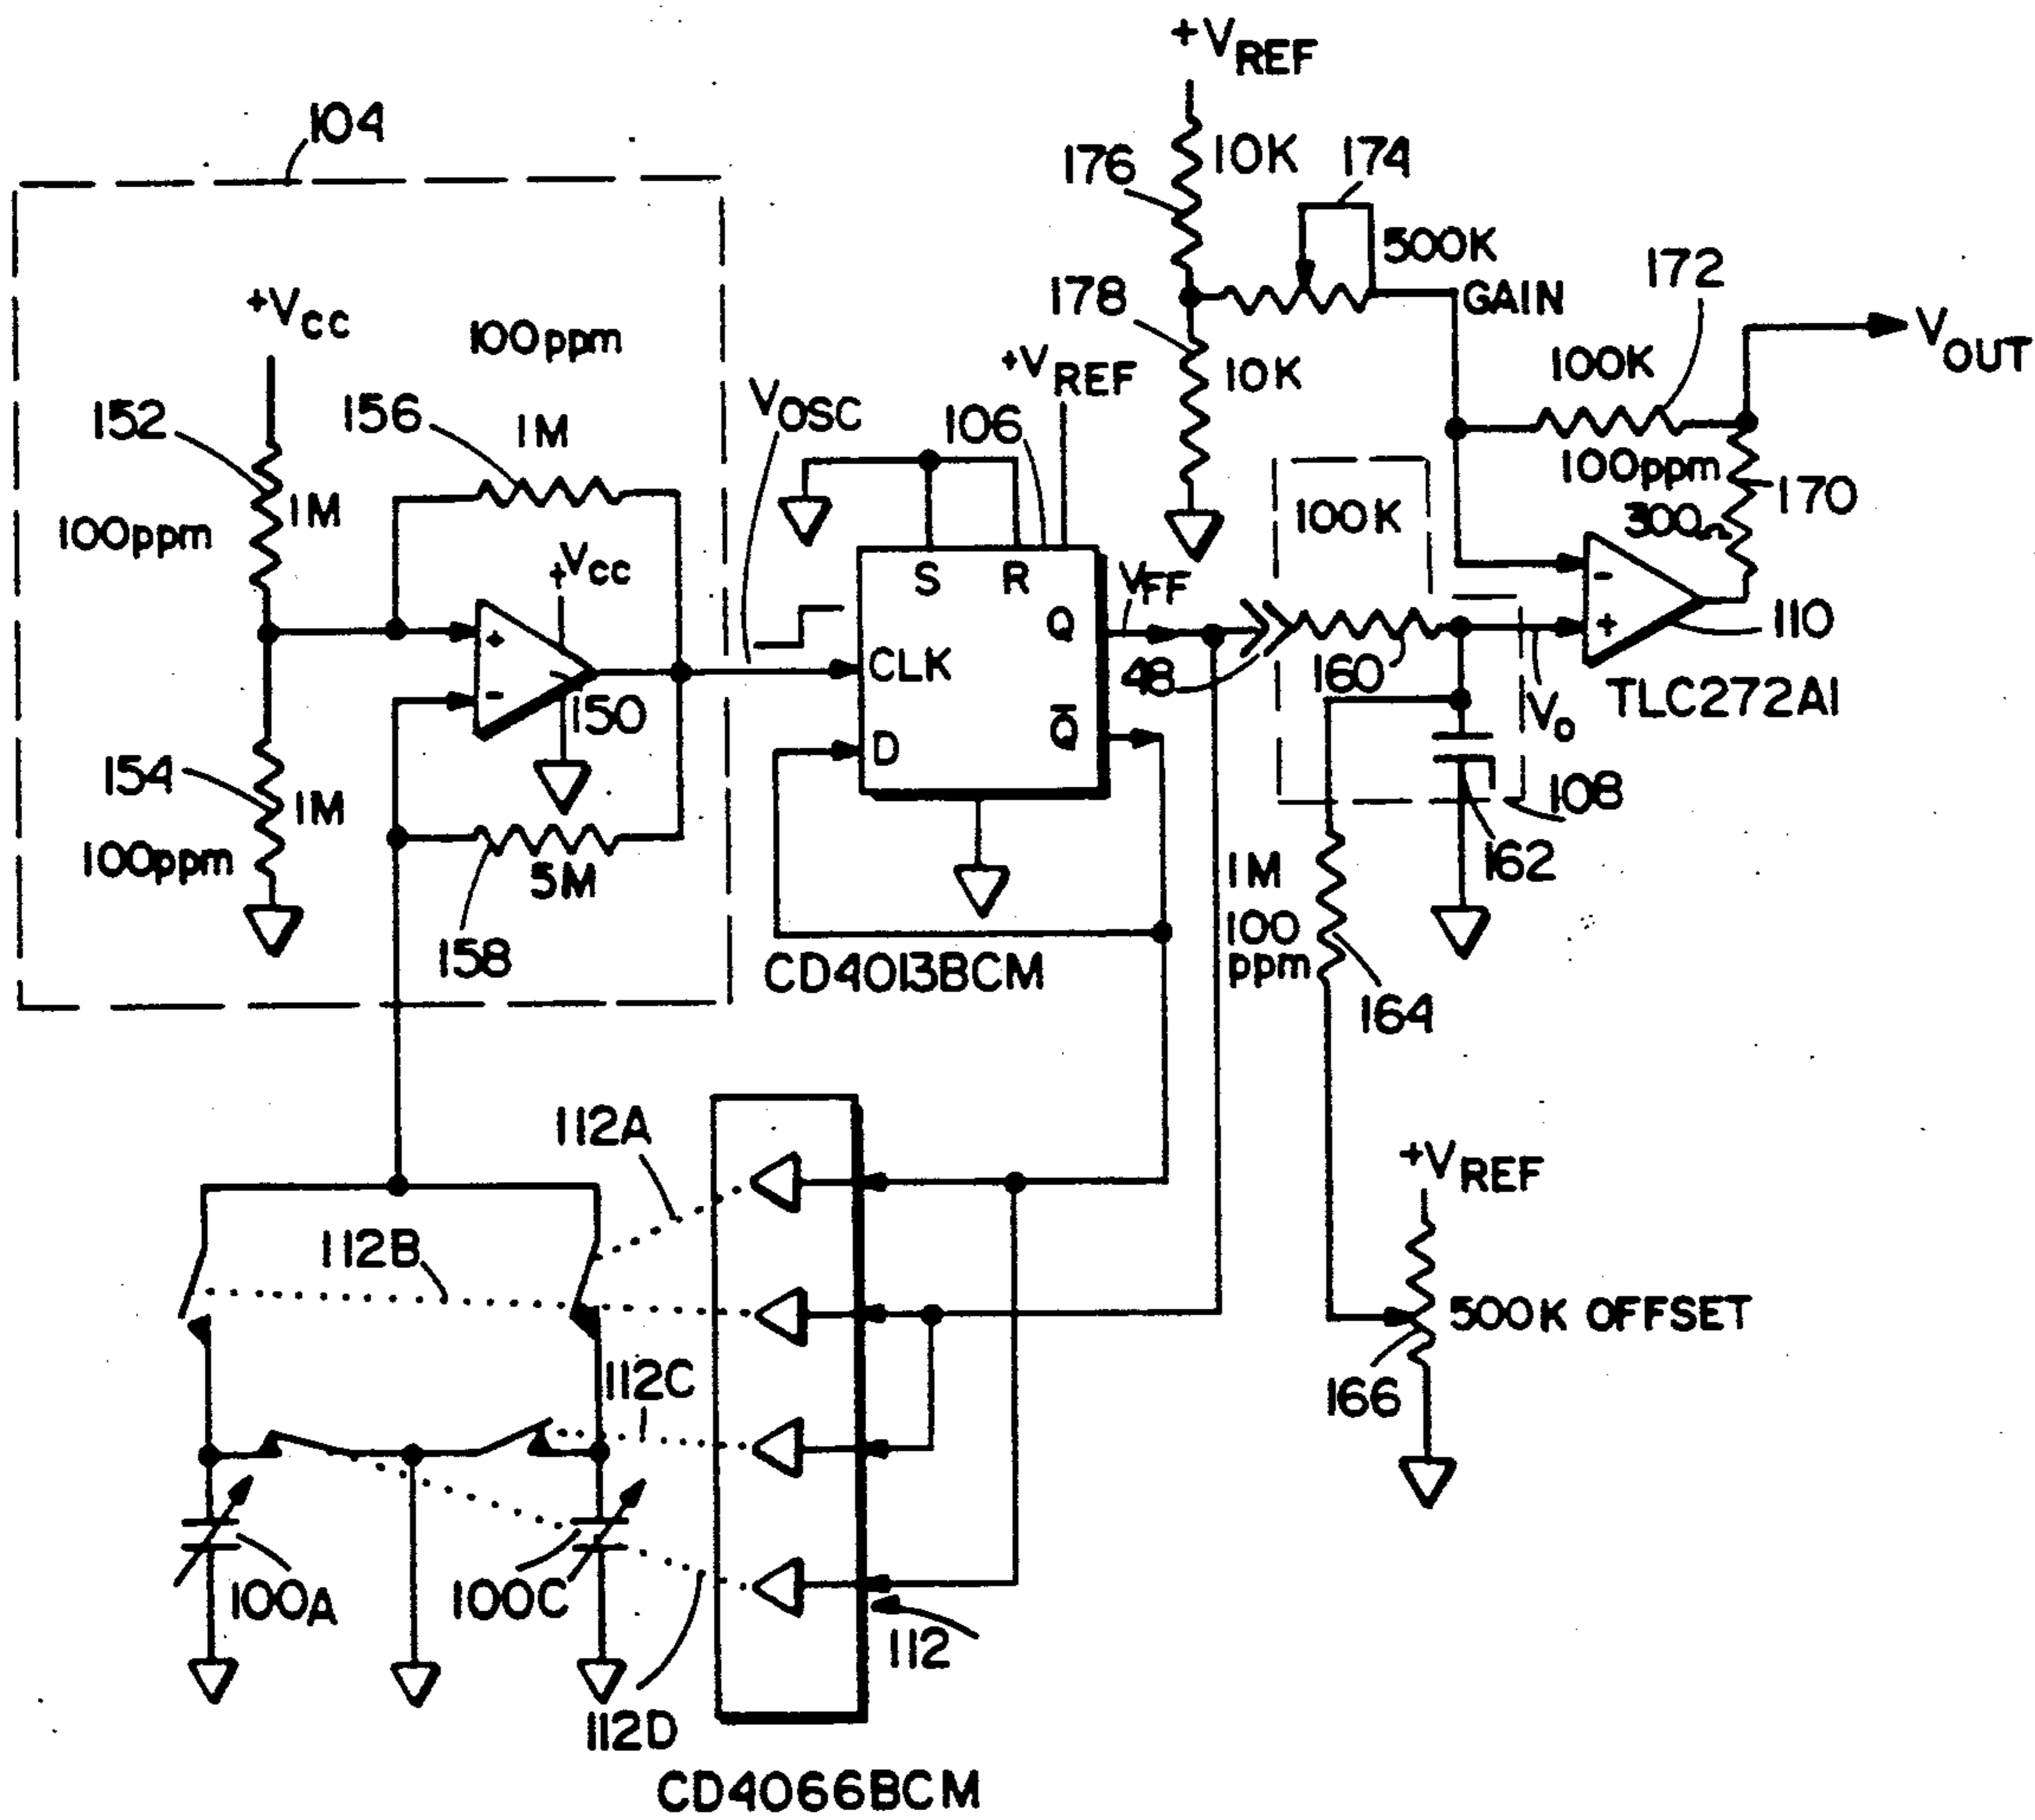 +VREF
104
176
10K
174
500K
GAIN
172
+VCC
100ppm
178
10K
+VREF
VOUT
100K
152
156
1M
VOSC
106
100ppm
170
300Ω
1M
100ppm
100K
+VCC
S
R
Q
VFF
-
+
110
+
-
150
CLK
48
160
TLC272AI
D
Q̄
VO
154
1M
100ppm
5M
158
108
162
1M
100
ppm
CD4013BCM
164
112A
+VREF
112B
500K OFFSET
112C
166
100A
100C
112
112D
CD4066BCM